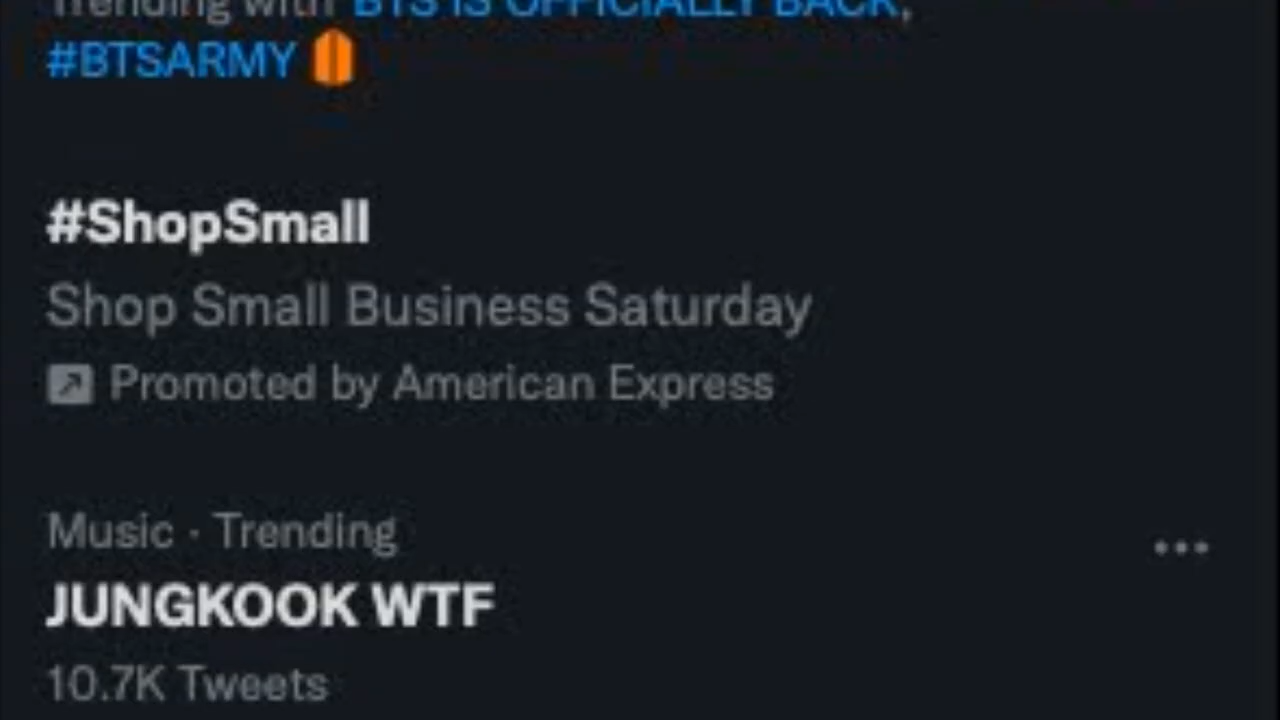 Trending with BTS IS OFFICIALLY BACK,
#BTSARMY
#ShopSmall
Shop Small Business Saturday
Promoted by American Express
Music · Trending
JUNGKOOK WTF
10.7K Tweets